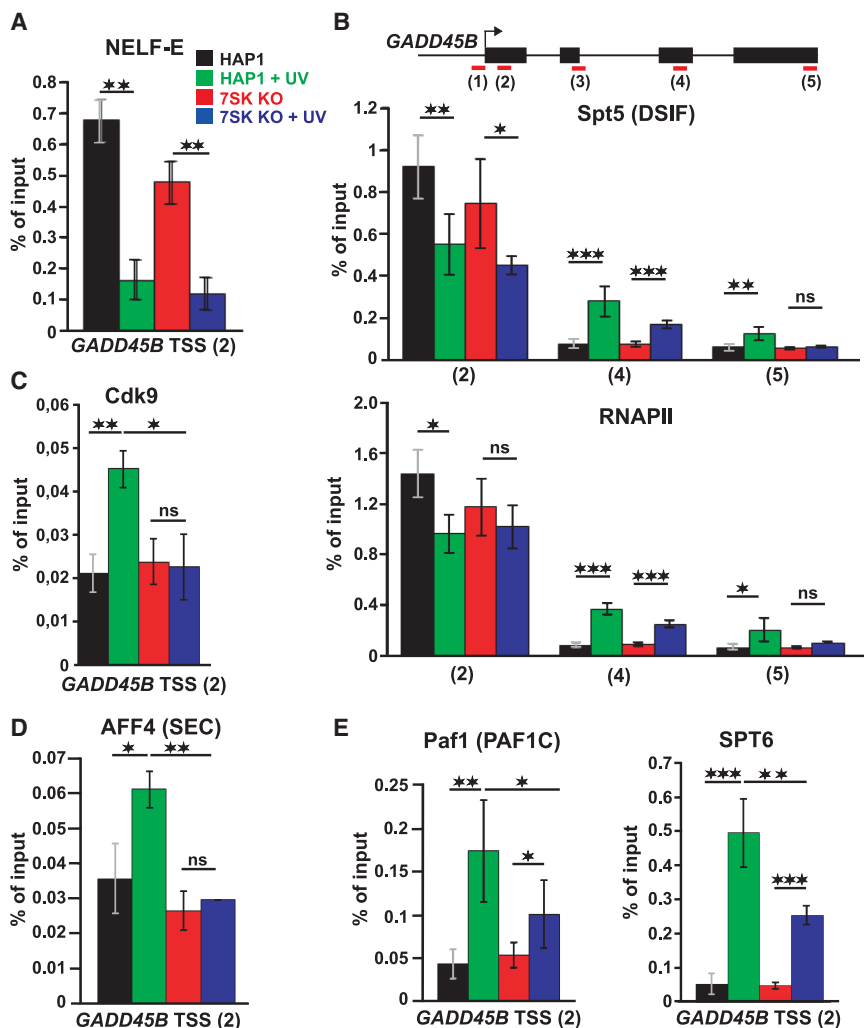 A
NELF-E
HAP1
HAP1 + UV
7SK KO
7SK KO + UV
% of input
0.8
0.7
0.6
0.5
0.4
0.3
0.2
0.1
0
★★
★★
GADD45B TSS (2)
B
GADD45B
(1) (2) (3) (4) (5)
Spt5 (DSIF)
% of input
1.2
1
0.8
0.6
0.4
0.2
0
★★ ★
★★★ ★★★
★★ ns
(2) (4) (5)
RNAPII
% of input
2.0
1.6
1.2
0.8
0.4
0
★ ns
★★★ ★★★
★ ns
(2) (4) (5)
C
Cdk9
% of input
0,06
0,05
0.04
0.03
0.02
0.01
0
★★ ★
ns
GADD45B TSS (2)
D
AFF4 (SEC)
% of input
0.07
0.06
0.05
0.04
0.03
0.02
0.01
0
★ ★★
ns
GADD45B TSS (2)
E
Paf1 (PAF1C)
% of input
0.25
0.2
0.15
0.1
0.05
0
★★ ★
★
GADD45B TSS (2)
SPT6
% of input
0.7
0.6
0.5
0.4
0.3
0.2
0.1
0
★★★ ★★
★★★
GADD45B TSS (2)